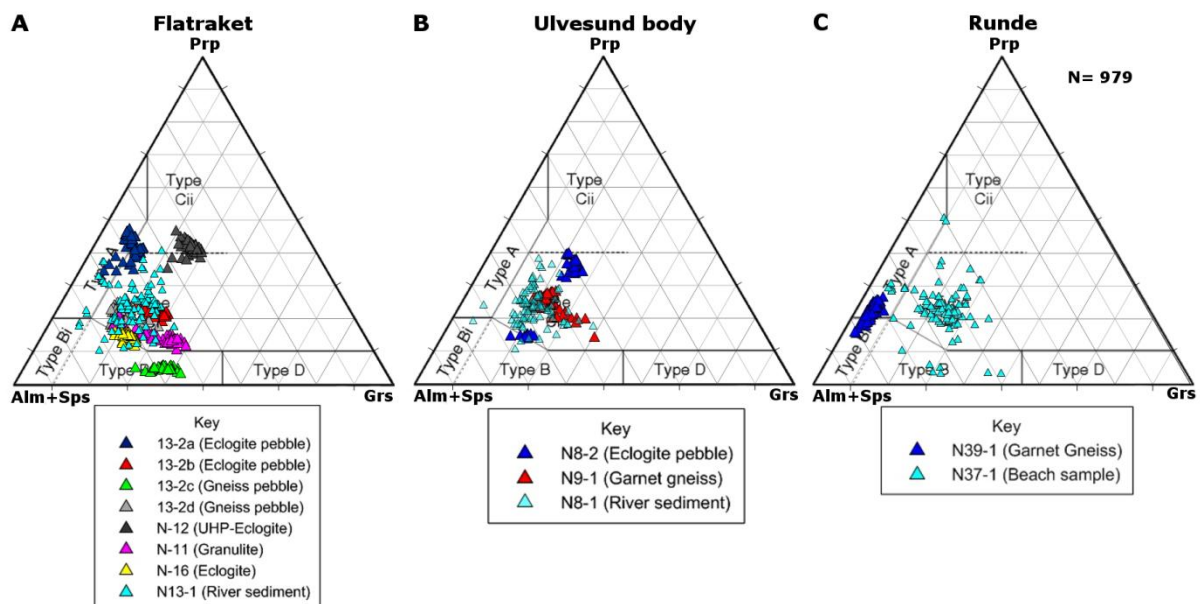 A Flatraket
Prp
Type
Cii
Type Bi
Type D
Alm+Sps
Grs
Key
13-2a (Eclogite pebble)
13-2b (Eclogite pebble)
13-2c (Gneiss pebble)
13-2d (Gneiss pebble)
N-12 (UHP-Eclogite)
N-11 (Granulite)
N-16 (Eclogite)
N13-1 (River sediment)
B Ulvesund body
Prp
Type
Cii
Type A
Type Bi
Type B
Type D
Alm+Sps
Grs
Key
N8-2 (Eclogite pebble)
N9-1 (Garnet gneiss)
N8-1 (River sediment)
C Runde
Prp
N= 979
Type
Cii
Type A
Type B
Type D
Alm+Sps
Grs
Key
N39-1 (Garnet Gneiss)
N37-1 (Beach sample)